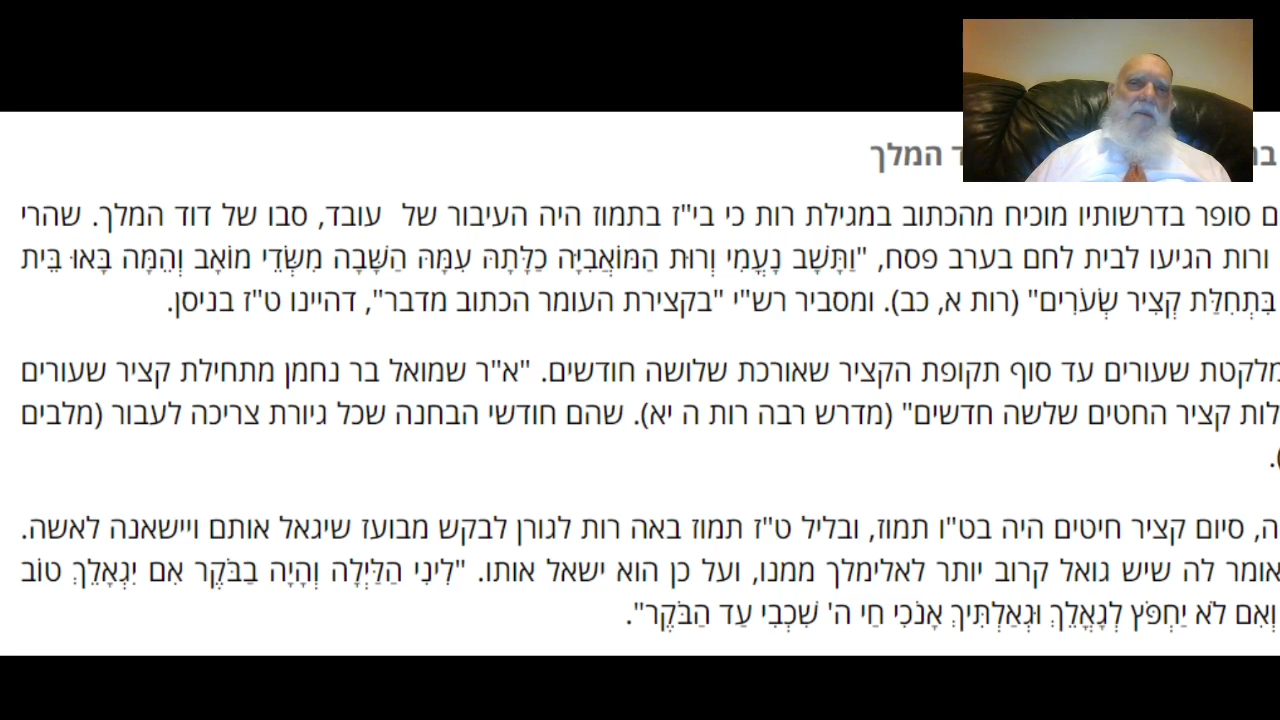 ד המלך
ם סופר בדרשותיו מוכיח מהכתוב במגילת רות כי בי"ז בתמוז היה העיבור של עובד, סבו של דוד המלך. שהרי
ורות הגיעו לבית לחם בערב פסח, "וַתָּשָׁב נָעֳמִי וְרוּת הַמּוֹאֲבִיָּה כַלָּתָהּ עִמָּהּ הַשָּׁבָה מִשְּׂדֵי מוֹאָב וְהֵמָּה בָּאוּ בֵּית
בִּתְחִלַּת קְצִיר שְׂעֹרִים" (רות א, כב). ומסביר רש"י "בקצירת העומר הכתוב מדבר", דהיינו ט"ז בניסן.
מלקטת שעורים עד סוף תקופת הקציר שאורכת שלושה חודשים. "א"ר שמואל בר נחמן מתחילת קציר שעורים
לות קציר החטים שלשה חדשים" (מדרש רבה רות ה יא). שהם חודשי הבחנה שכל גיורת צריכה לעבור (מלבים
).
ה, סיום קציר חיטים היה בט"ו תמוז, ובליל ט"ז תמוז באה רות לגורן לבקש מבועז שיגאל אותם ויישאנה לאשה.
אומר לה שיש גואל קרוב יותר לאלימלך ממנו, ועל כן הוא ישאל אותו. "לִינִי הַלַּיְלָה וְהָיָה בַבֹּקֶר אִם יִגְאָלֵךְ טוֹב
וְאִם לֹא יַחְפֹּץ לְגָאֳלֵךְ וּגְאַלְתִּיךְ אָנֹכִי חַי ה' שִׁכְבִי עַד הַבֹּקֶר".